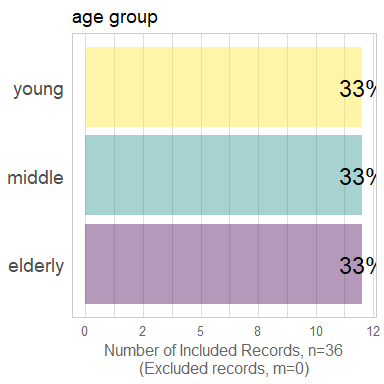 age group
young
33%
middle
33%
elderly
33%
0 2 5 8 10 12
Number of Included Records, n=36
(Excluded records, m=0)